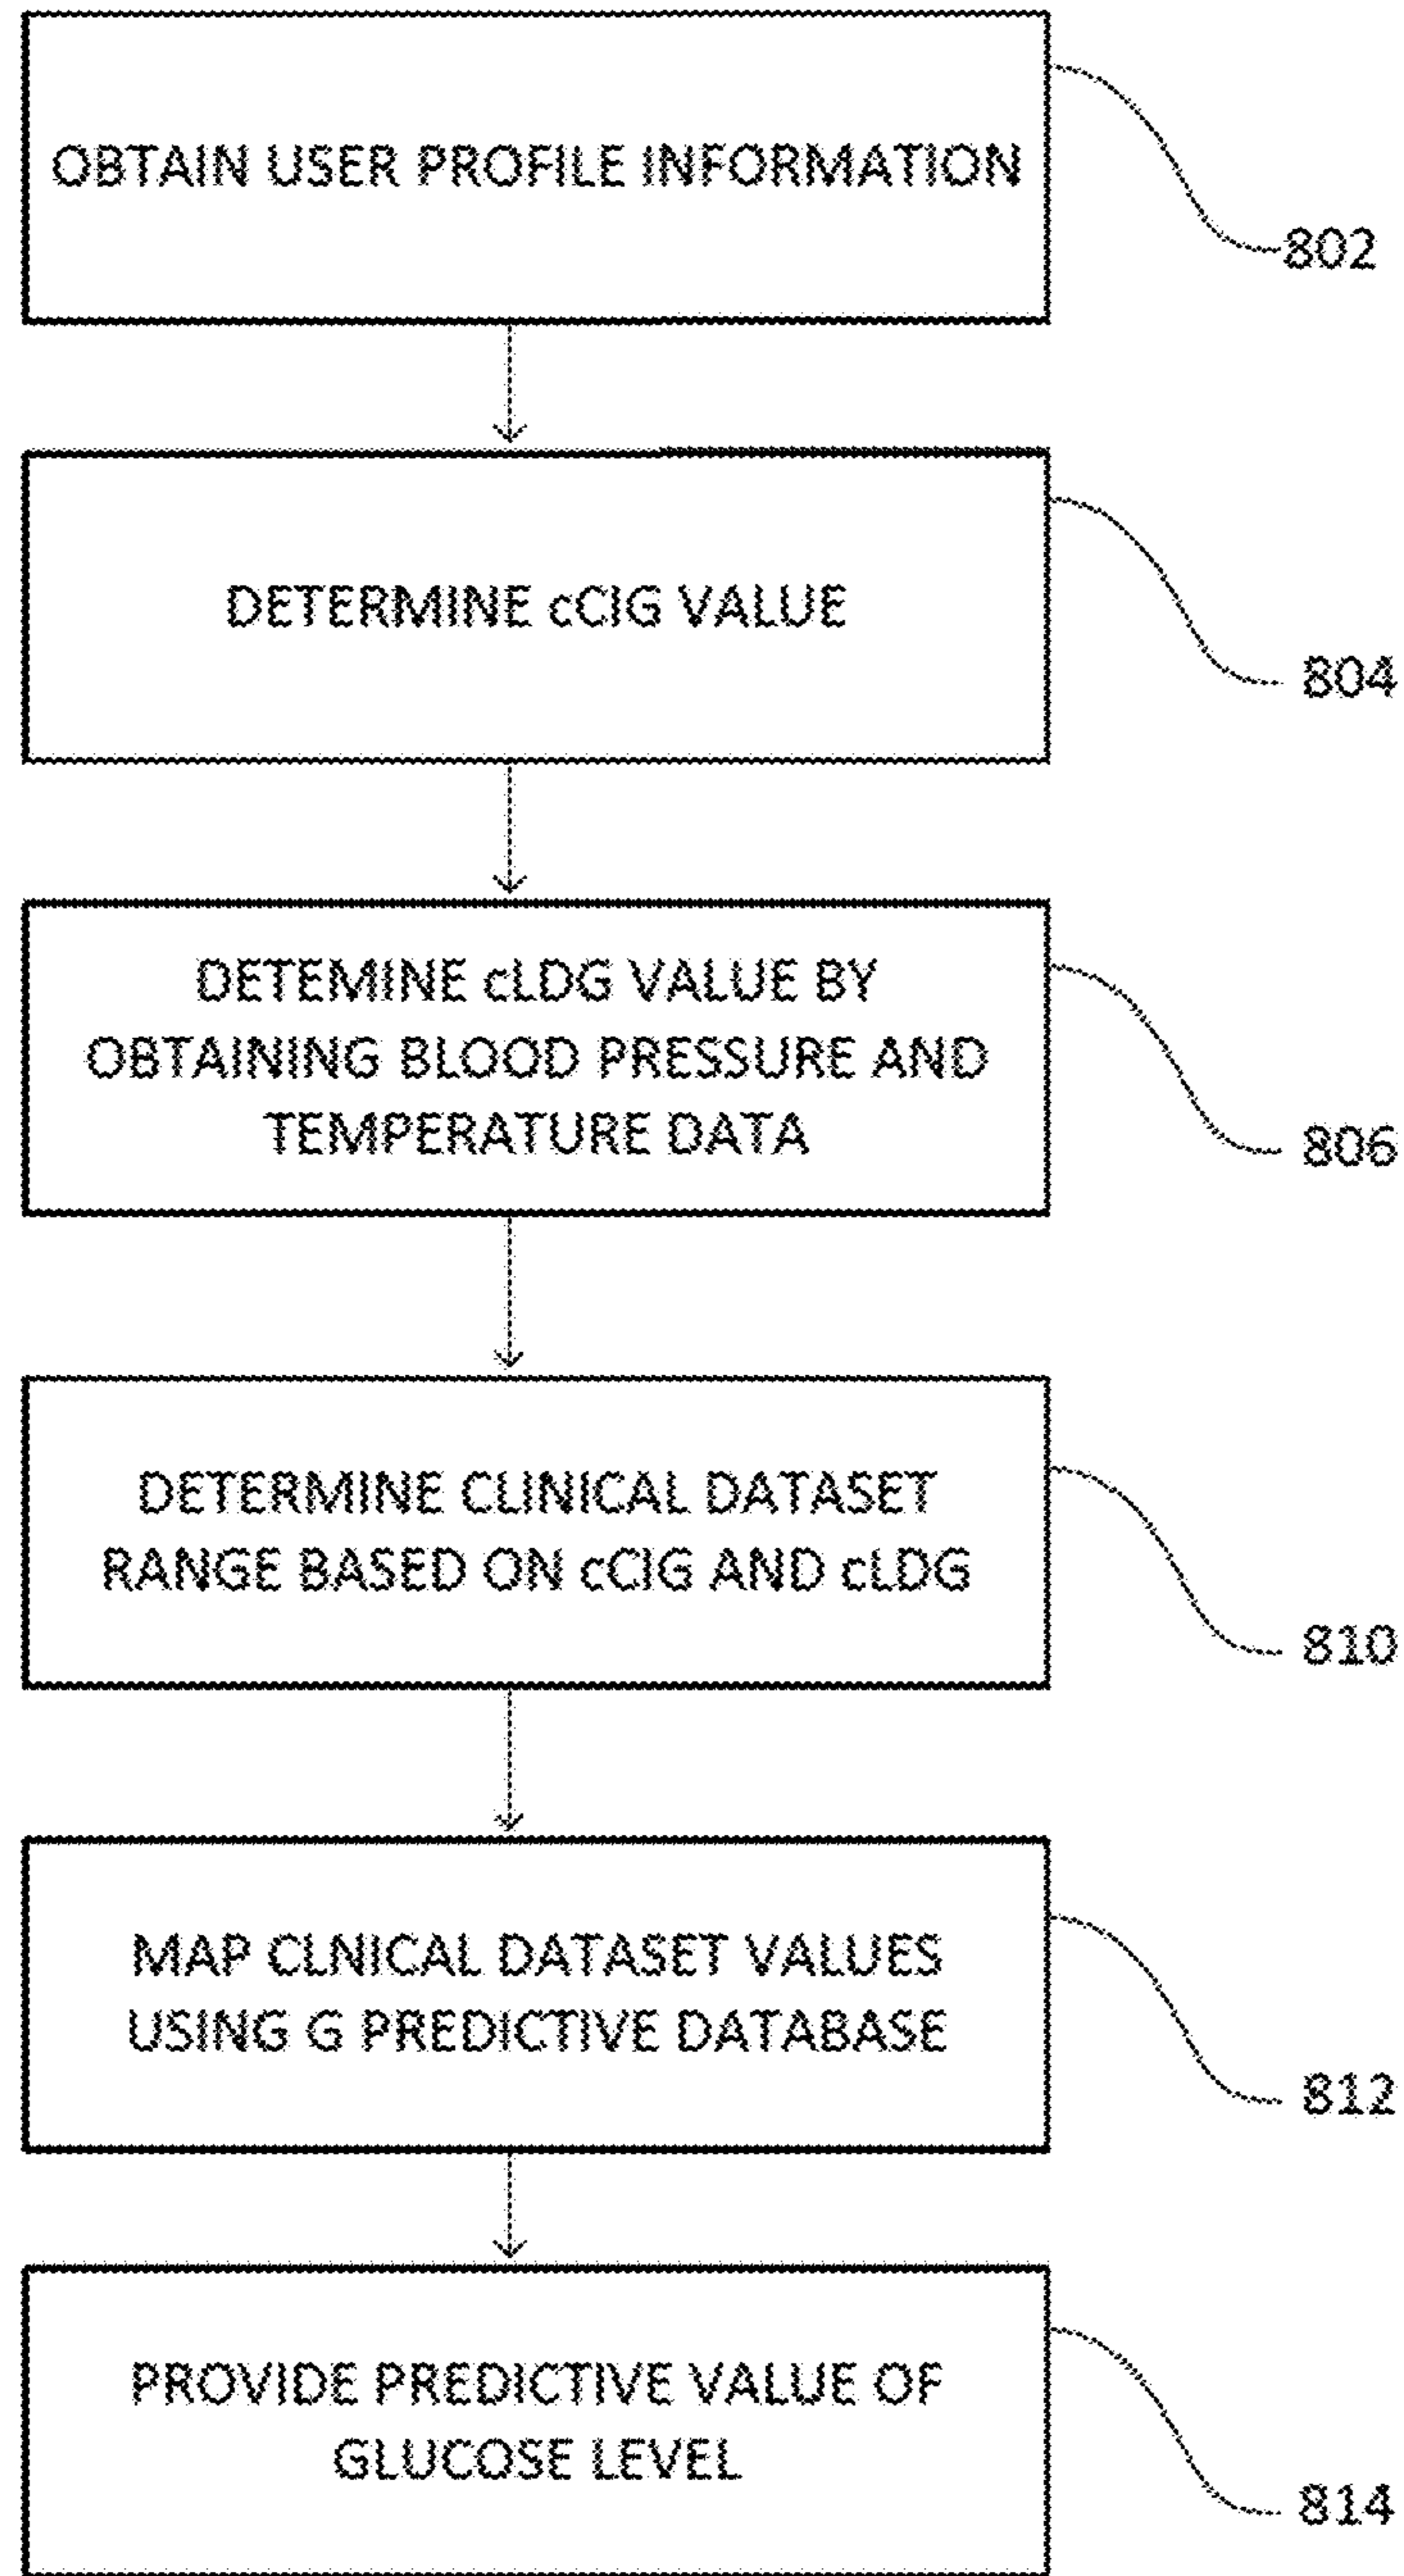 OBTAIN USER PROFILE INFORMATION
802
DETERMINE cCIG VALUE
804
DETEMINE cLDG VALUE BY
OBTAINING BLOOD PRESSURE AND
TEMPERATURE DATA
806
DETERMINE CLINICAL DATASET
RANGE BASED ON cCIG AND cLDG
810
MAP CLNICAL DATASET VALUES
USING G PREDICTIVE DATABASE
812
PROVIDE PREDICTIVE VALUE OF
GLUCOSE LEVEL
814